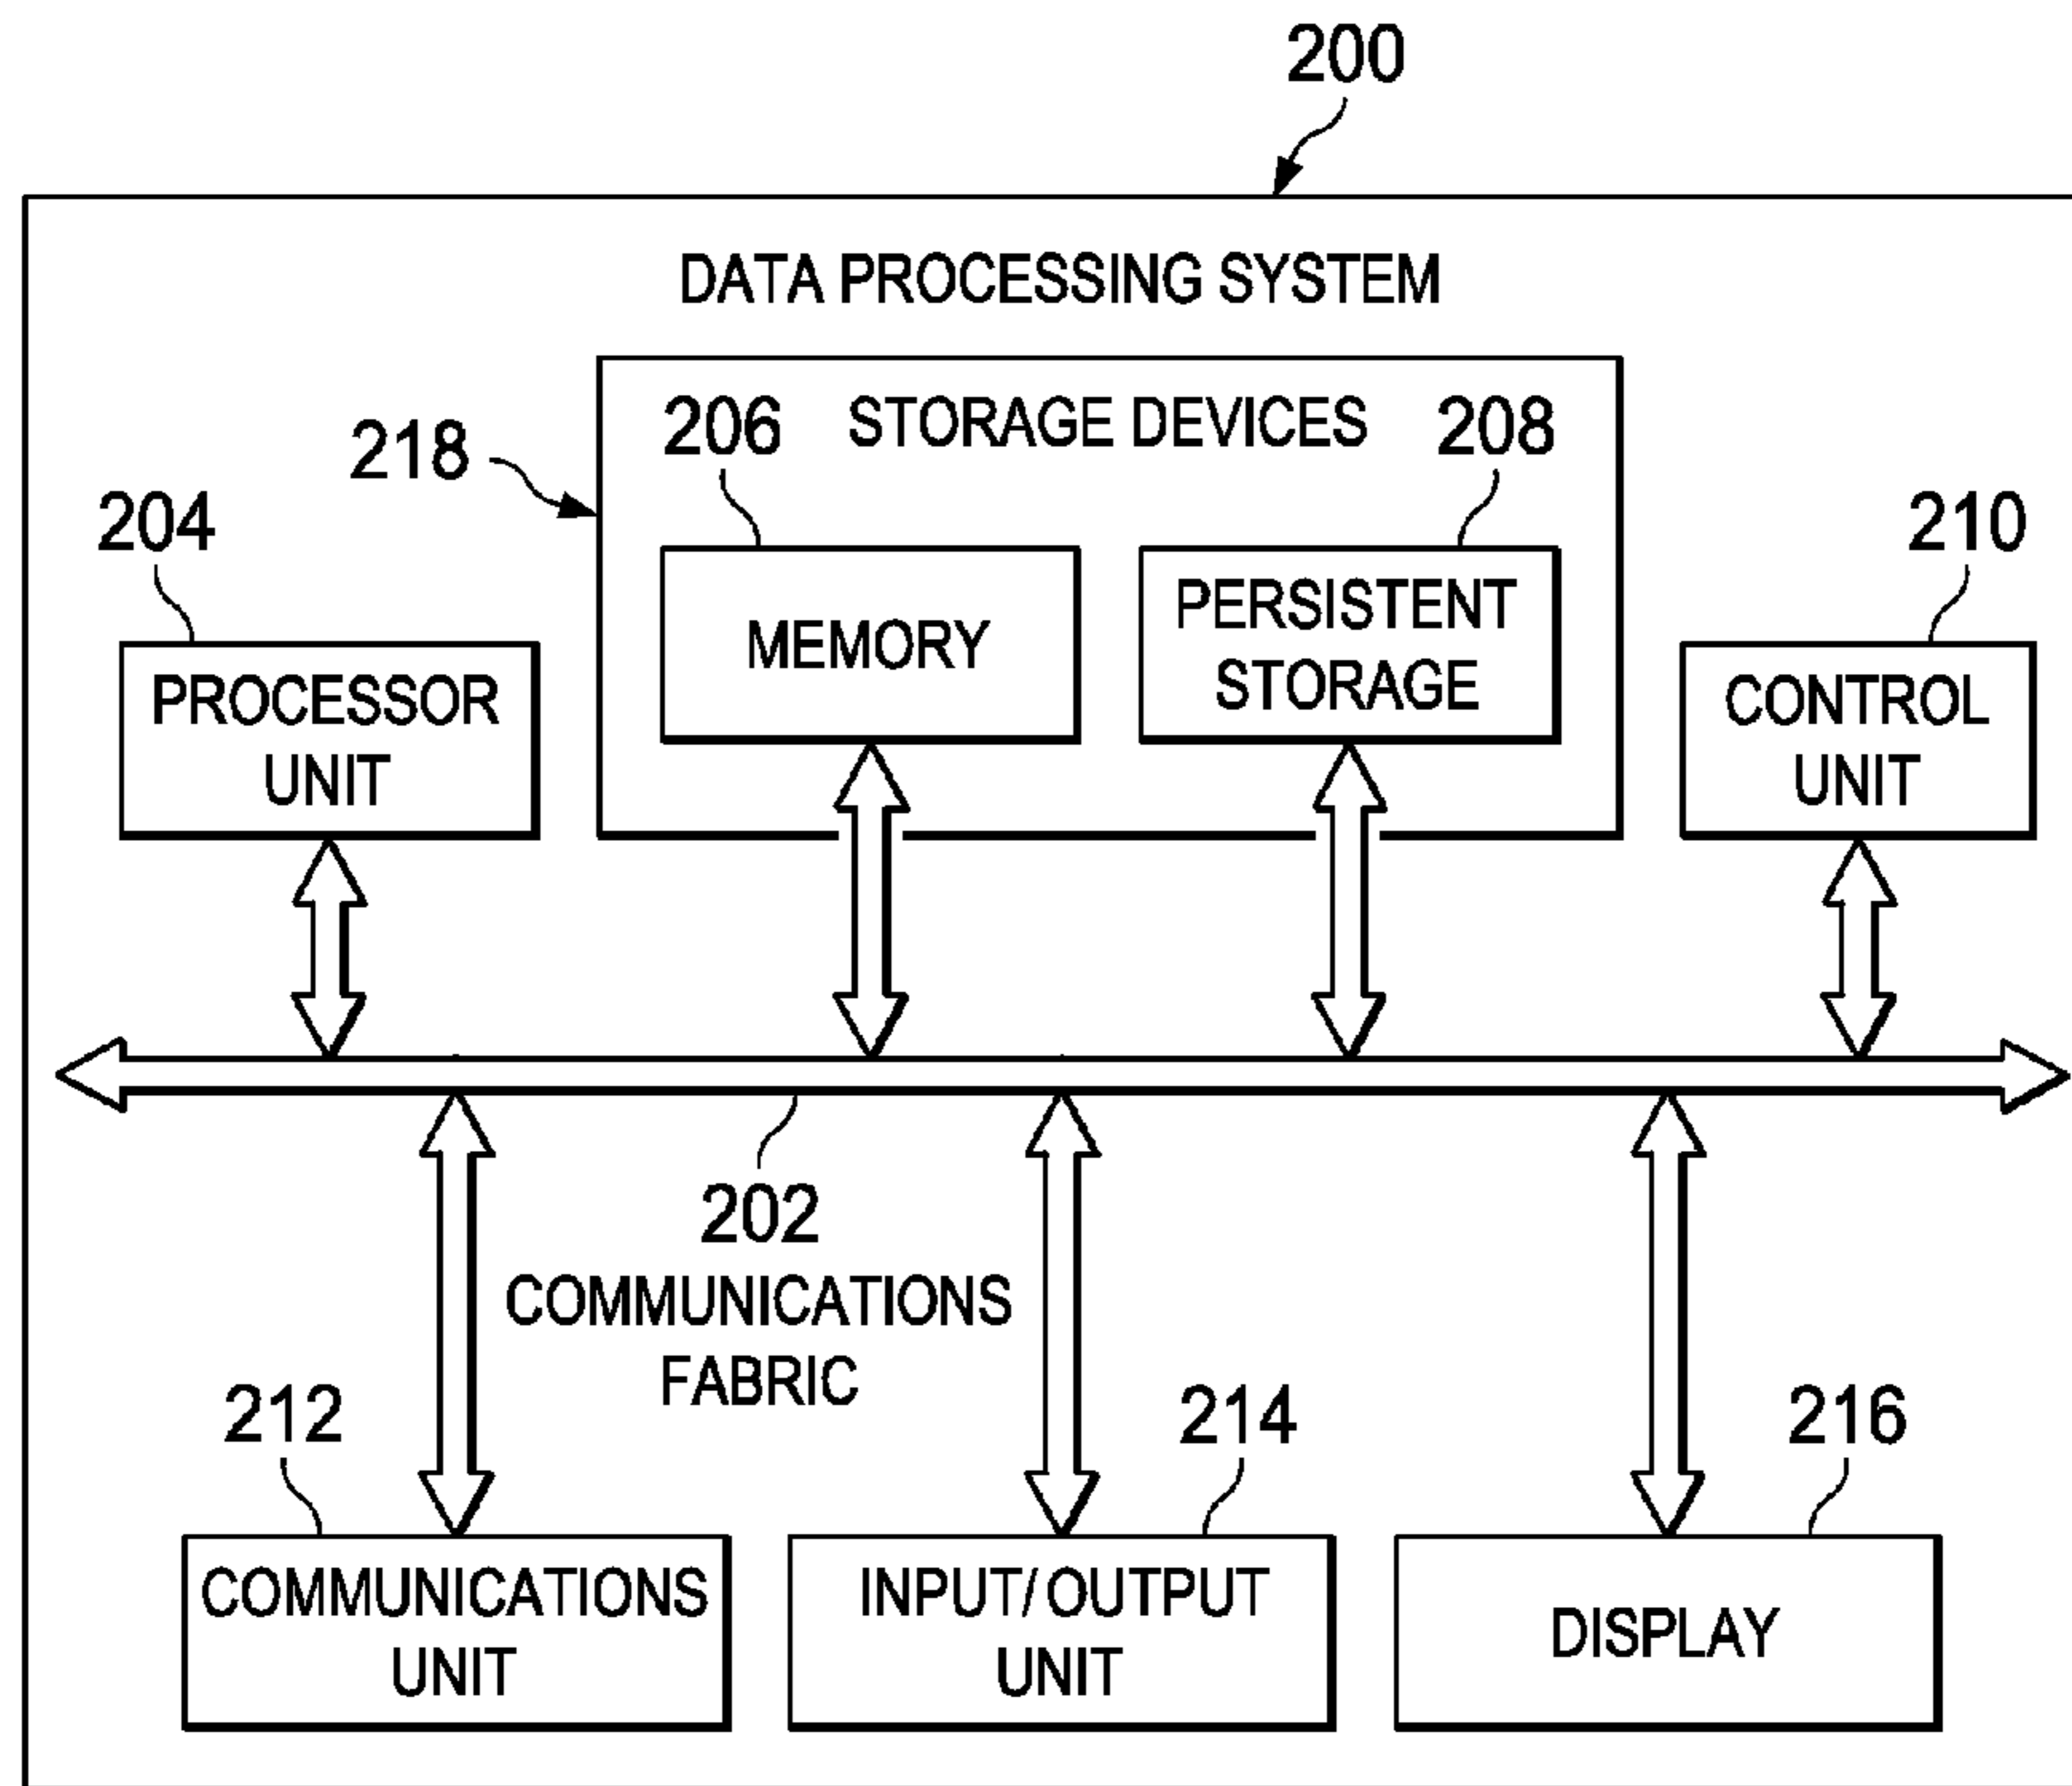 200
DATA PROCESSING SYSTEM
206 STORAGE DEVICES 208
218
204
210
MEMORY
PERSISTENT
STORAGE
PROCESSOR
UNIT
CONTROL
UNIT
202
COMMUNICATIONS
FABRIC
212
214
216
COMMUNICATIONS
UNIT
INPUT/OUTPUT
UNIT
DISPLAY